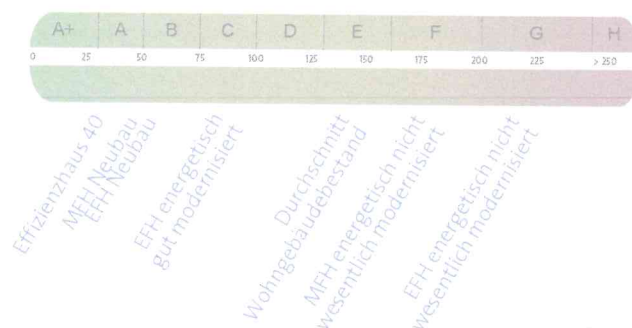 A+ A B C D E F G H
0 25 50 75 100 125 150 175 200 225 > 250
Effizienzhaus 40
MFH Neubau
EFH Neubau
EFH energetisch
gut modernisiert
Durchschnitt
Wohngebäudebestand
MFH energetisch nicht
wesentlich modernisiert
EFH energetisch nicht
wesentlich modernisiert